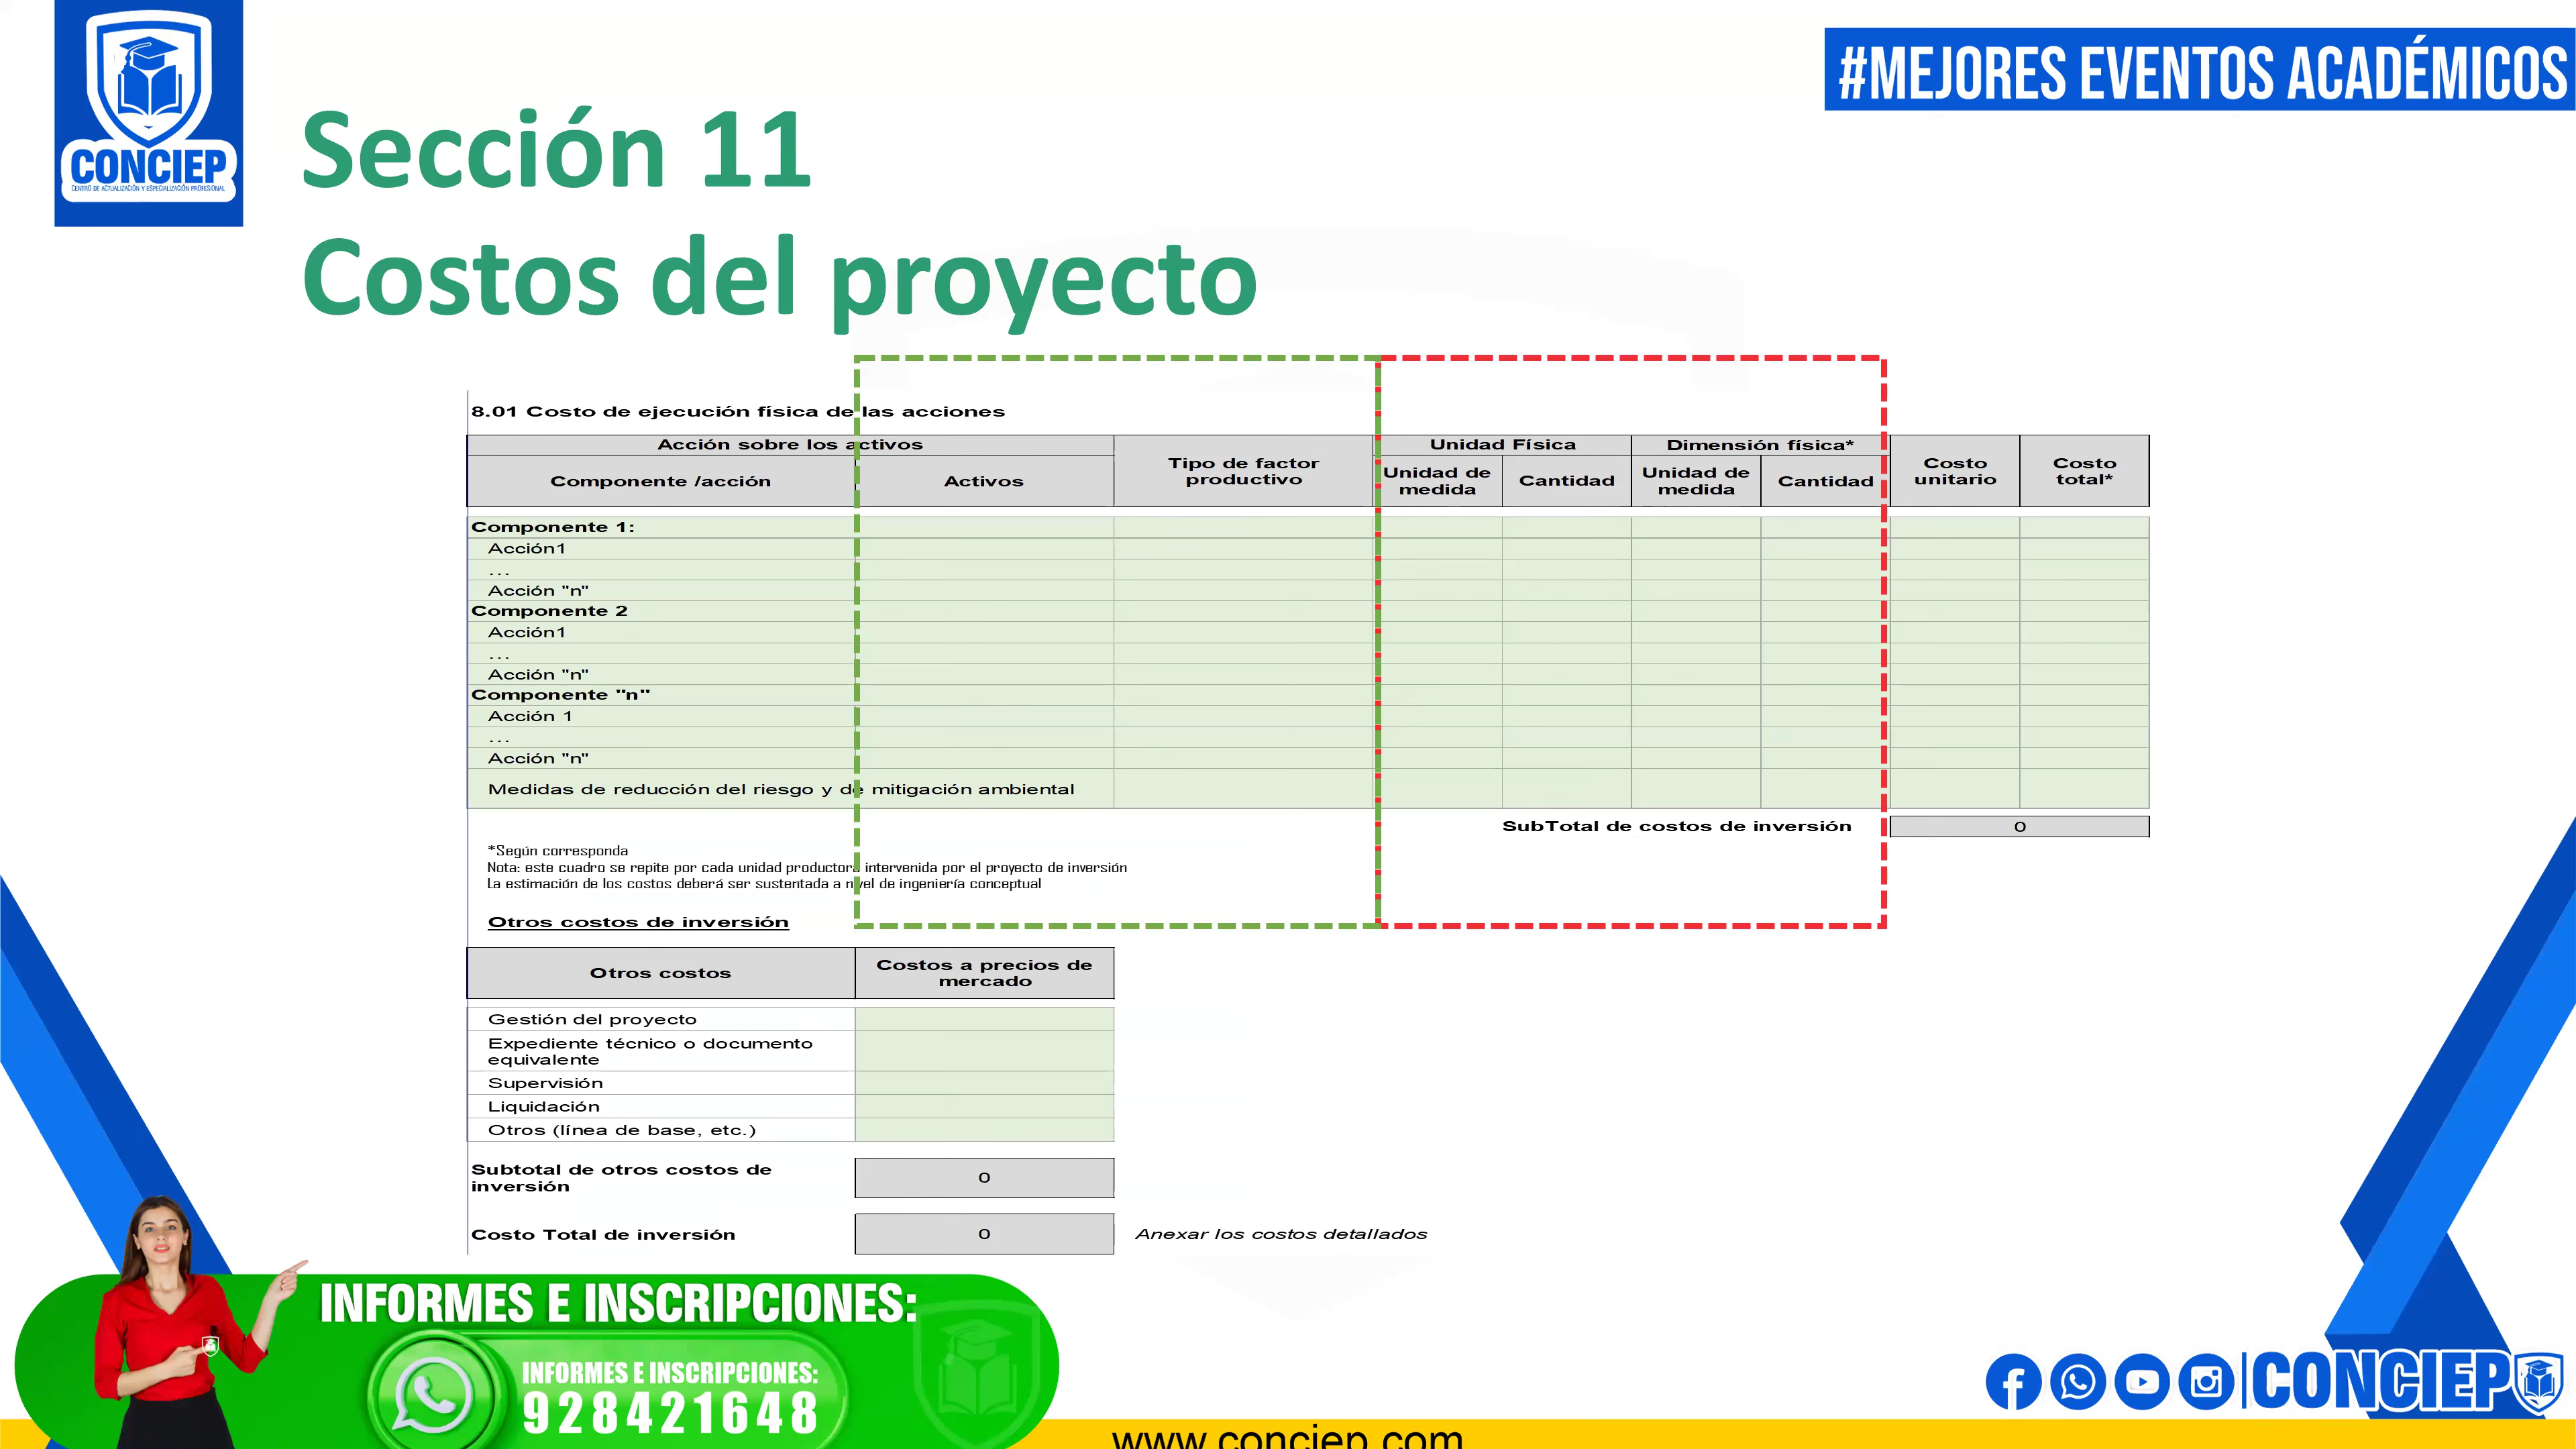 CONCIEP
CENTRO DE ACTUALIZACIÓN Y ESPECIALIZACIÓN PROFESIONAL
#MEJORES EVENTOS ACADÉMICOS
Sección 11
Costos del proyecto
8.01 Costo de ejecución física de las acciones
Acción sobre los activos
Tipo de factor productivo
Unidad Física
Dimensión física*
Costo unitario
Costo total*
Componente /acción
Activos
Unidad de medida
Cantidad
Unidad de medida
Cantidad
Componente 1:
Acción1
...
Acción "n"
Componente 2
Acción1
...
Acción "n"
Componente "n"
Acción 1
...
Acción "n"
Medidas de reducción del riesgo y de mitigación ambiental
SubTotal de costos de inversión 0
*Según corresponda
Nota: este cuadro se repite por cada unidad productora intervenida por el proyecto de inversión
La estimación de los costos deberá ser sustentada a nivel de ingeniería conceptual
Otros costos de inversión
Otros costos
Costos a precios de mercado
Gestión del proyecto
Expediente técnico o documento equivalente
Supervisión
Liquidación
Otros (línea de base, etc.)
Subtotal de otros costos de inversión 0
Costo Total de inversión 0 Anexar los costos detallados
INFORMES E INSCRIPCIONES:
INFORMES E INSCRIPCIONES:
928421648
CONCIEP
www.conciep.com